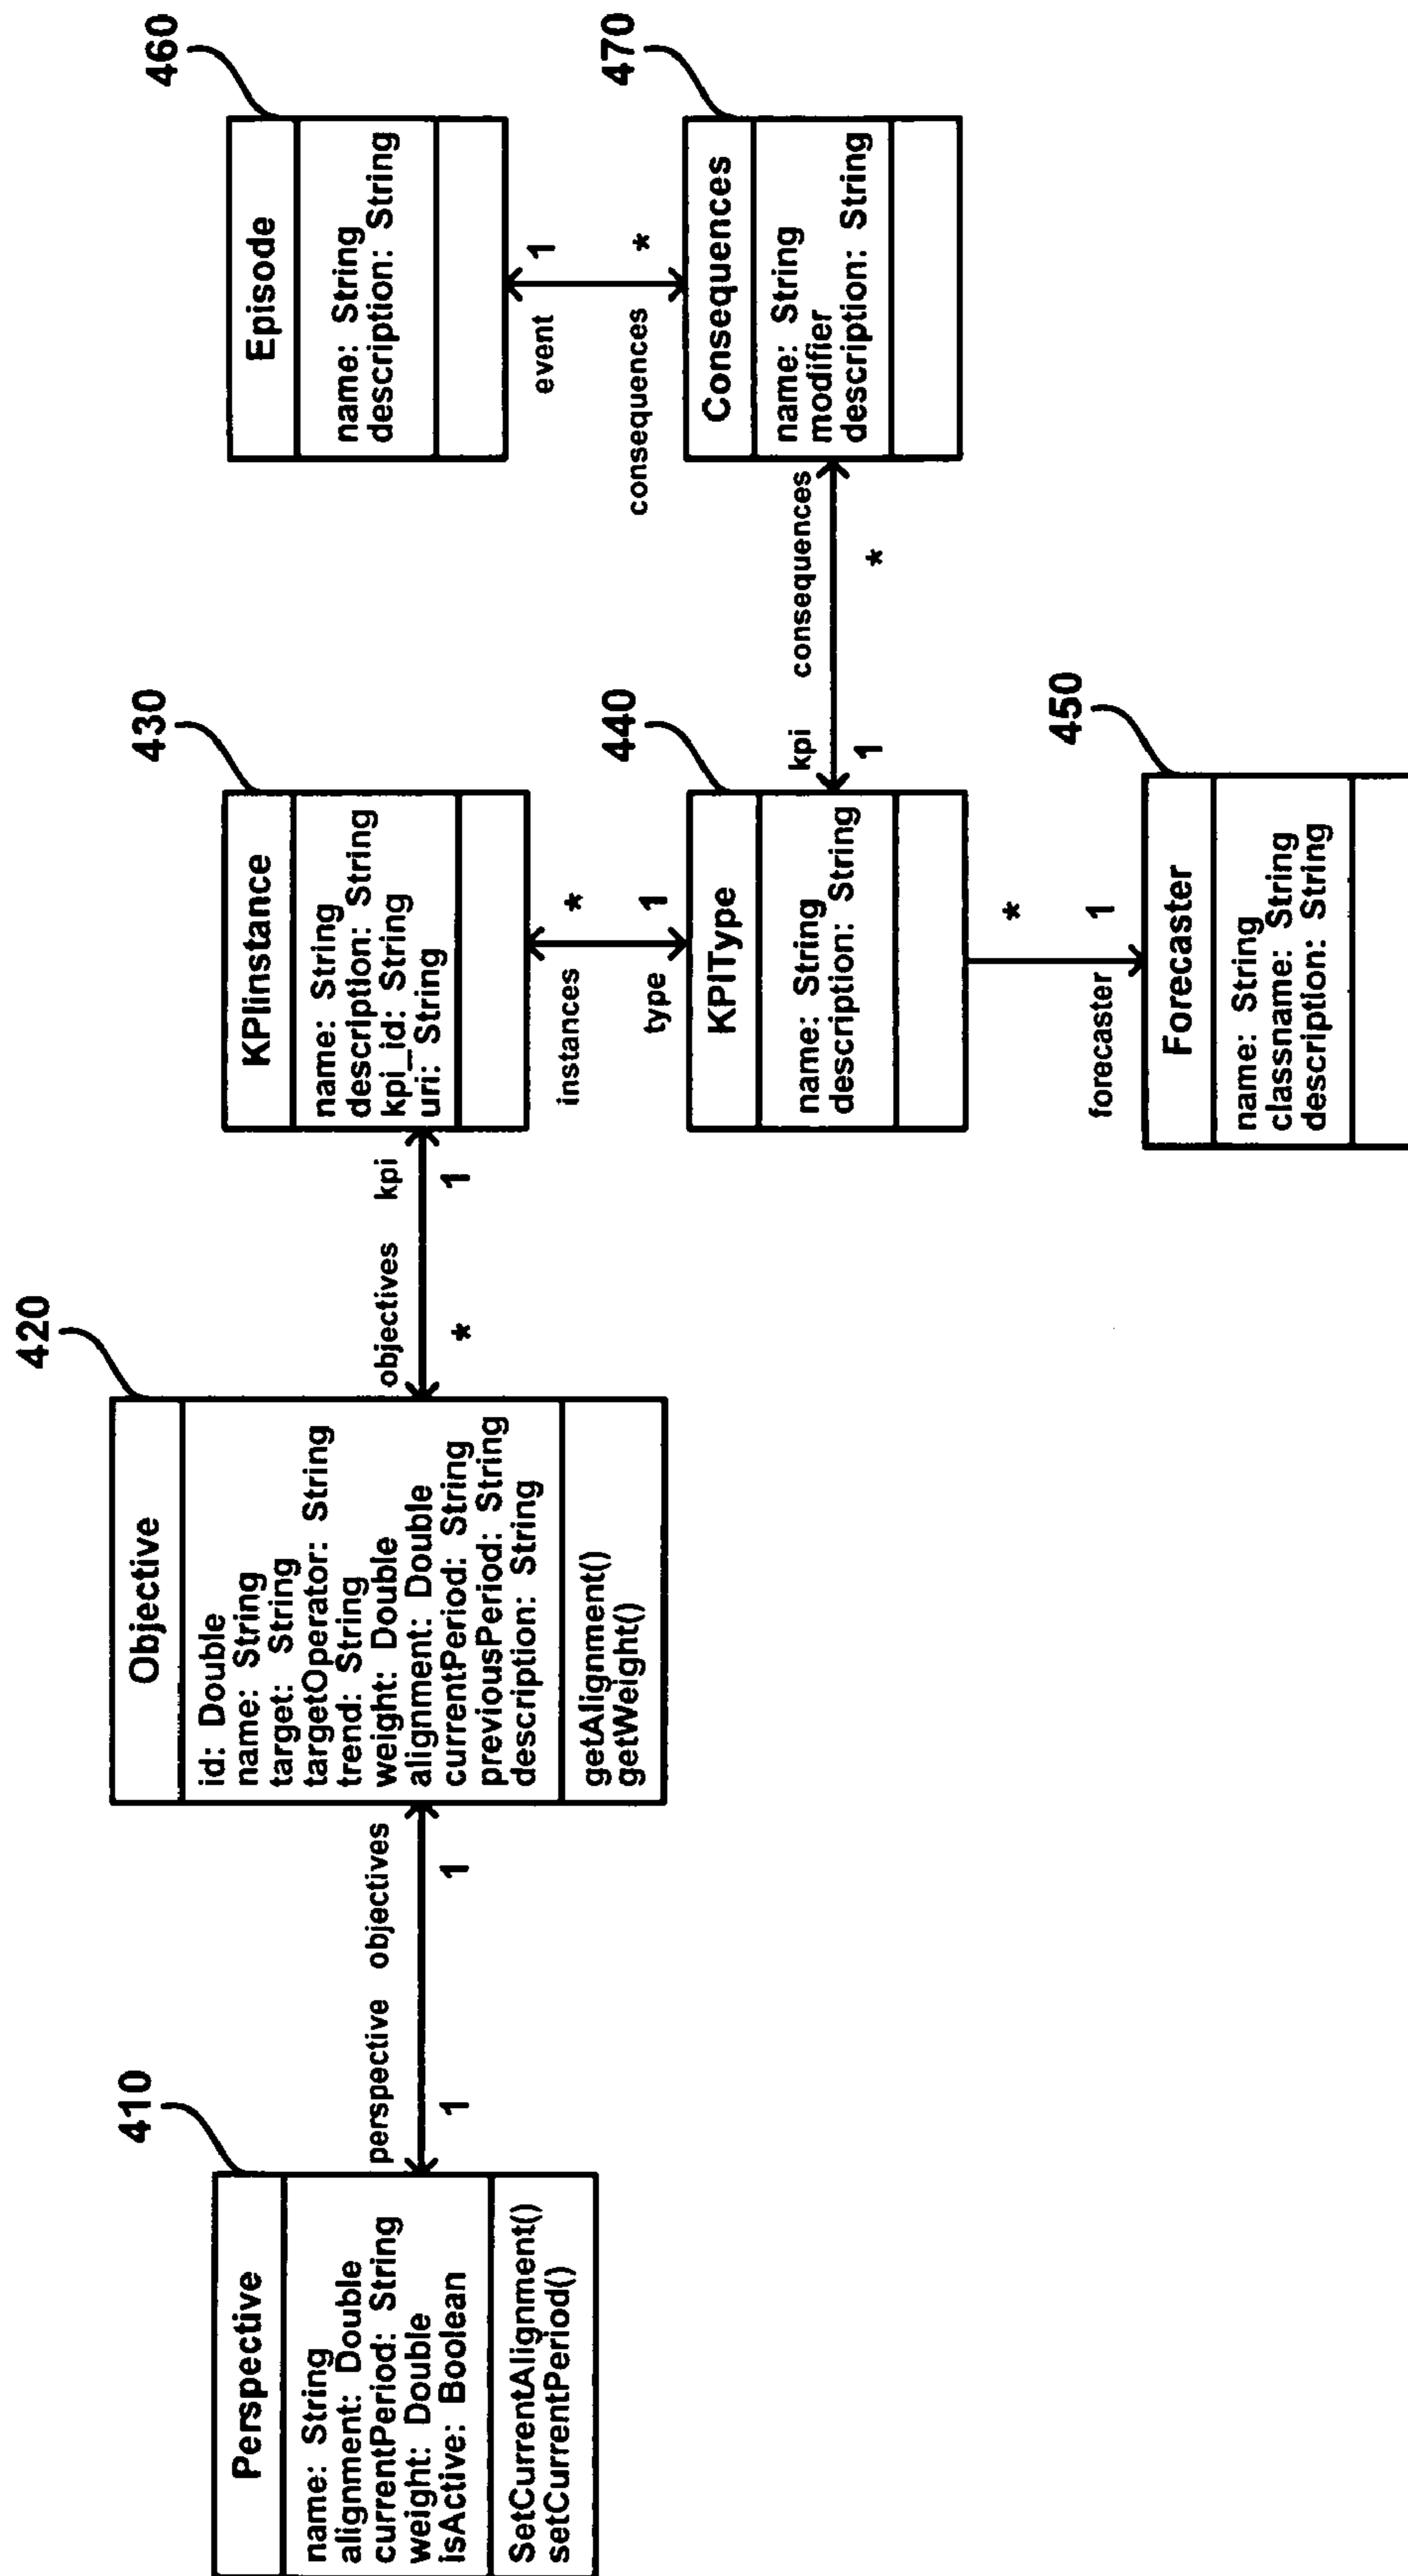 410
Perspective
name: String
alignment: Double
currentPeriod: String
weight: Double
isActive: Boolean
SetCurrentAlignment()
setCurrentPeriod()
perspective
objectives
1
1
420
Objective
id: Double
name: String
target: String
targetOperator: String
trend: String
weight: Double
alignment: Double
currentPeriod: String
previousPeriod: String
description: String
getAlignment()
getWeight()
objectives
kpi
*
1
430
KPIinstance
name: String
description: String
kpi_id: String
uri: String
instances
*
type
1
440
KPIType
name: String
description: String
forecaster
*
1
450
Forecaster
name: String
classname: String
description: String
kpi
consequences
1
*
460
Episode
name: String
description: String
event
1
consequences
*
470
Consequences
name: String
modifier
description: String